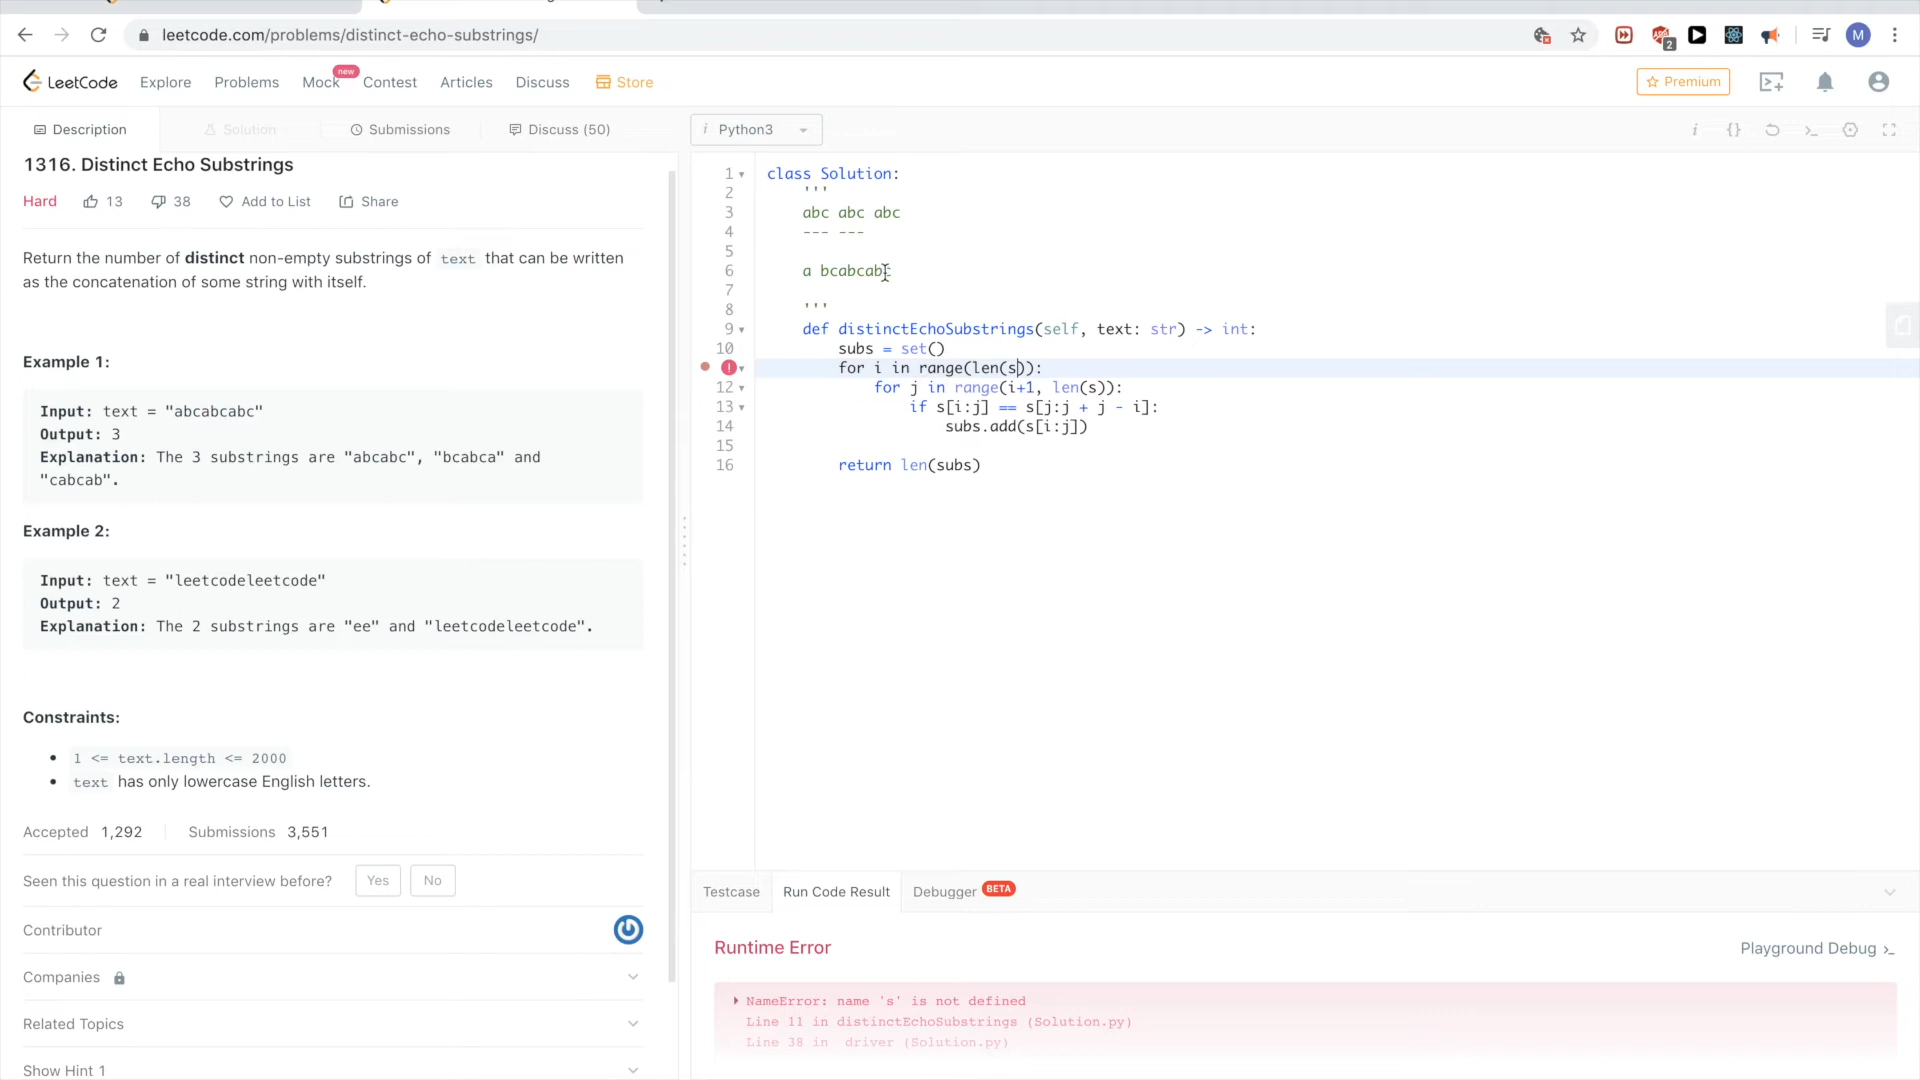 leetcode.com/problems/distinct-echo-substrings/
2
M
LeetCode
Explore
Problems
Mock
new
Contest
Articles
Discuss
Store
Premium
Description
Solution
Submissions
Discuss (50)
i Python3
1316. Distinct Echo Substrings
Hard
13
38
Add to List
Share
Return the number of distinct non-empty substrings of text that can be written
as the concatenation of some string with itself.
Example 1:
Input: text = "abcabcabc"
Output: 3
Explanation: The 3 substrings are "abcabc", "bcabca" and
"cabcab".
Example 2:
Input: text = "leetcodeleetcode"
Output: 2
Explanation: The 2 substrings are "ee" and "leetcodeleetcode".
Constraints:
1 <= text.length <= 2000
text has only lowercase English letters.
Accepted 1,292
Submissions 3,551
Seen this question in a real interview before?
Yes
No
Contributor
Companies
Related Topics
Show Hint 1
1 class Solution:
2 '''
3 abc abc abc
4 --- ---
5
6 a bcabcabc
7
8 '''
9 def distinctEchoSubstrings(self, text: str) -> int:
10 subs = set()
for i in range(len(s)):
12 for j in range(i+1, len(s)):
13 if s[i:j] == s[j:j + j - i]:
14 subs.add(s[i:j])
15
16 return len(subs)
Testcase
Run Code Result
Debugger
BETA
Runtime Error
Playground Debug >_
NameError: name 's' is not defined
Line 11 in distinctEchoSubstrings (Solution.py)
Line 38 in _driver (Solution.py)